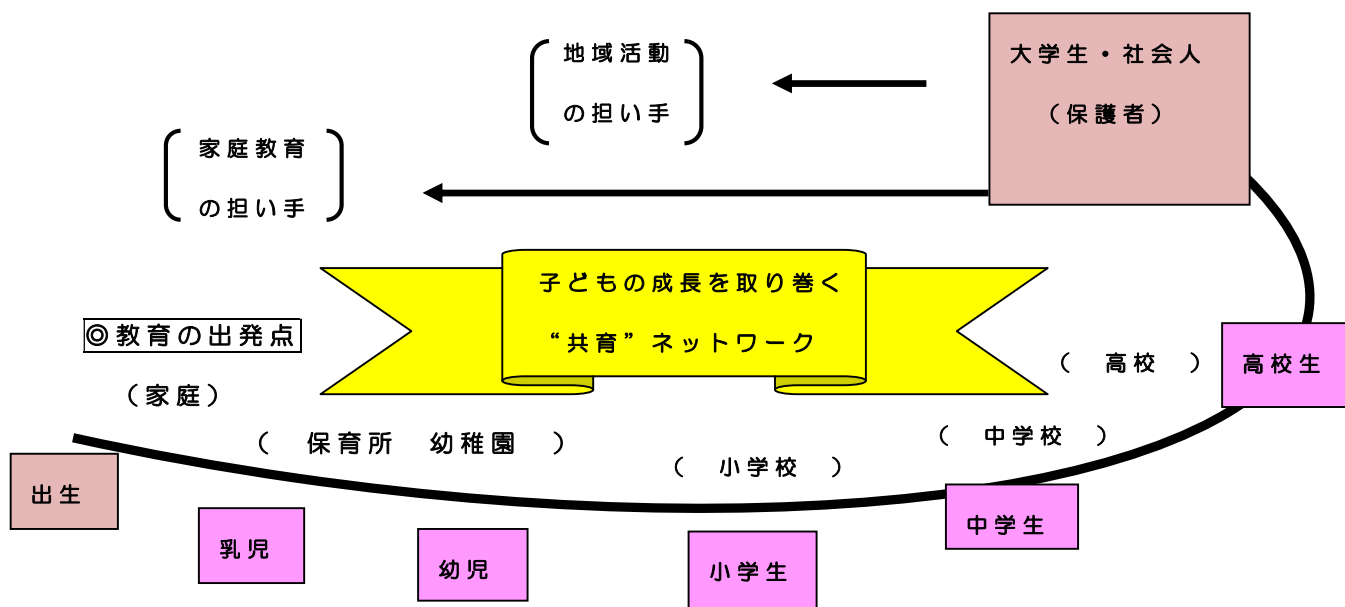 大学生・社会人
（保護者）
地域活動
の担い手
家庭教育
の担い手
子どもの成長を取り巻く
“共育”ネットワーク
◎教育の出発点
（家庭）
（　保育所　幼稚園　）
（　小学校　）
（　中学校　）
（　高校　）
高校生
出生
乳児
幼児
小学生
中学生